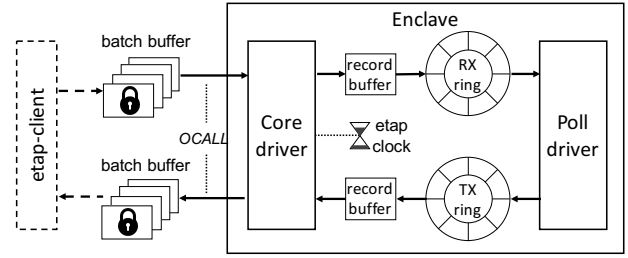 Enclave
batch buffer
etap-client
OCALL
batch buffer
Core
driver
record
buffer
RX
ring
etap
clock
record
buffer
TX
ring
Poll
driver